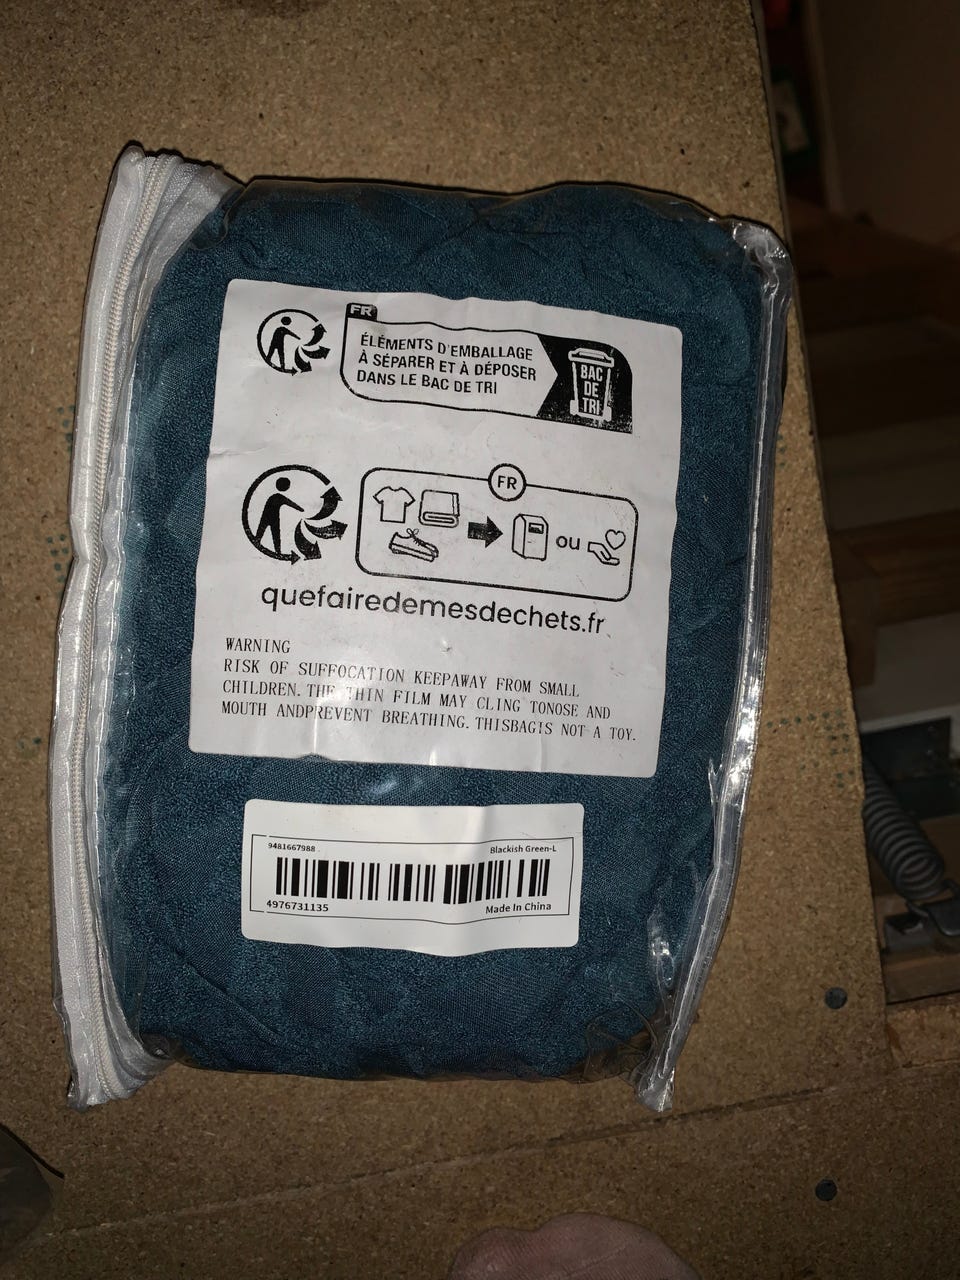 FR
ÉLÉMENTS D'EMBALLAGE
À SÉPARER ET À DÉPOSER
DANS LE BAC DE TRI
BAC
DE
TRI
FR
ou
quefairedemesdechets.fr
WARNING
RISK OF SUFFOCATION KEEPAWAY FROM SMALL
CHILDREN. THE THIN FILM MAY CLING TONOSE AND
MOUTH ANDPREVENT BREATHING. THISBAGIS NOT A TOY.
9481667988 Blackish Green-L
4976731135 Made In China